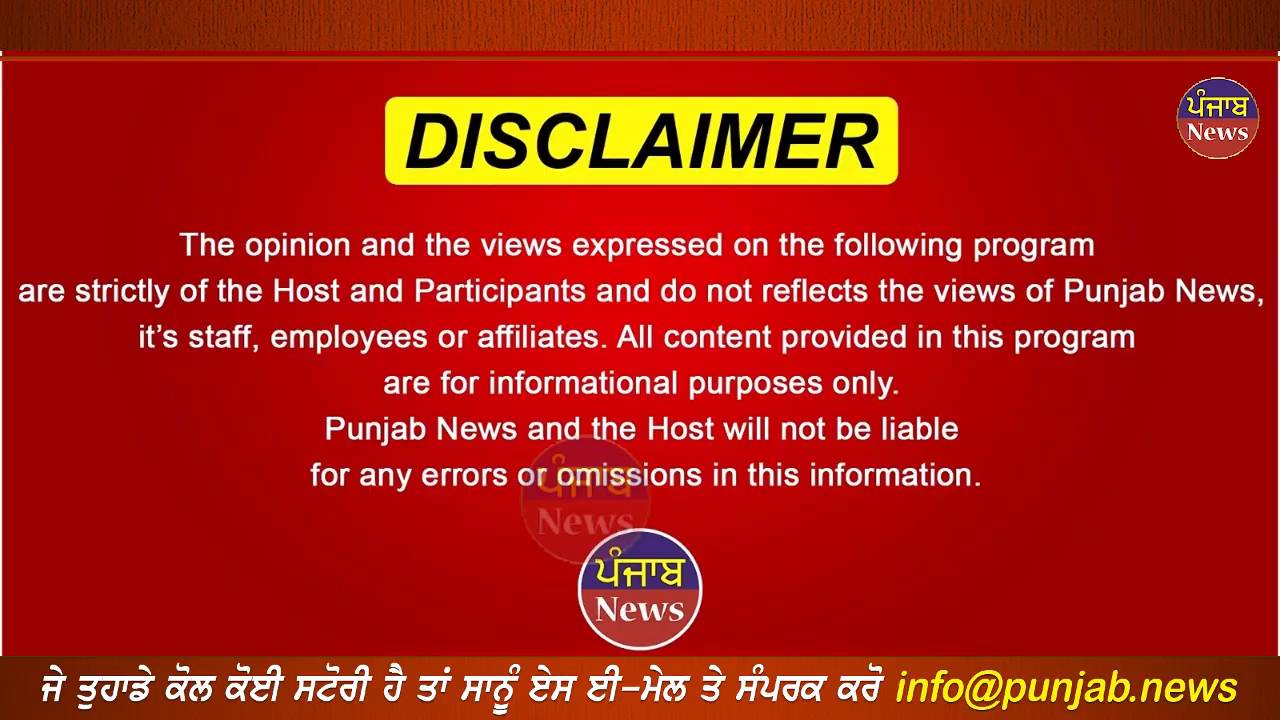 ਪੰਜਾਬ
News
DISCLAIMER
The opinion and the views expressed on the following program
are strictly of the Host and Participants and do not reflects the views of Punjab News,
it’s staff, employees or affiliates. All content provided in this program
are for informational purposes only.
Punjab News and the Host will not be liable
for any errors or omissions in this information.
ਪੰਜਾਬ
News
ਪੰਜਾਬ
News
ਜੇ ਤੁਹਾਡੇ ਕੋਲ ਕੋਈ ਸਟੋਰੀ ਹੈ ਤਾਂ ਸਾਨੂੰ ਏਸ ਈ-ਮੇਲ ਤੇ ਸੰਪਰਕ ਕਰੋ info@punjab.news